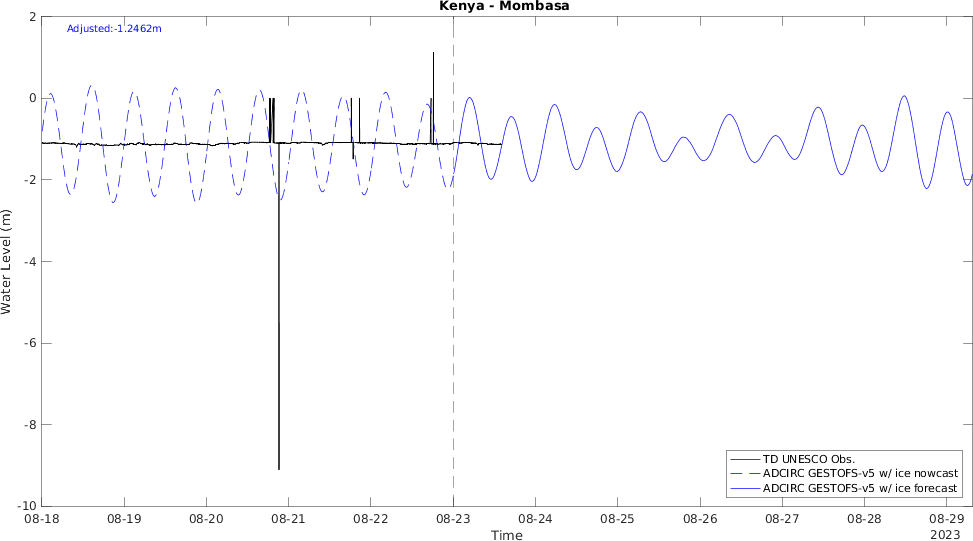 Kenya - Mombasa
Adjusted:-1.2462m
Water Level (m)
2
0
-2
-4
-6
-8
-10
TD UNESCO Obs.
ADCIRC GESTOFS-v5 w/ ice nowcast
ADCIRC GESTOFS-v5 w/ ice forecast
08-18 08-19 08-20 08-21 08-22 08-23 08-24 08-25 08-26 08-27 08-28 08-29
2023
Time